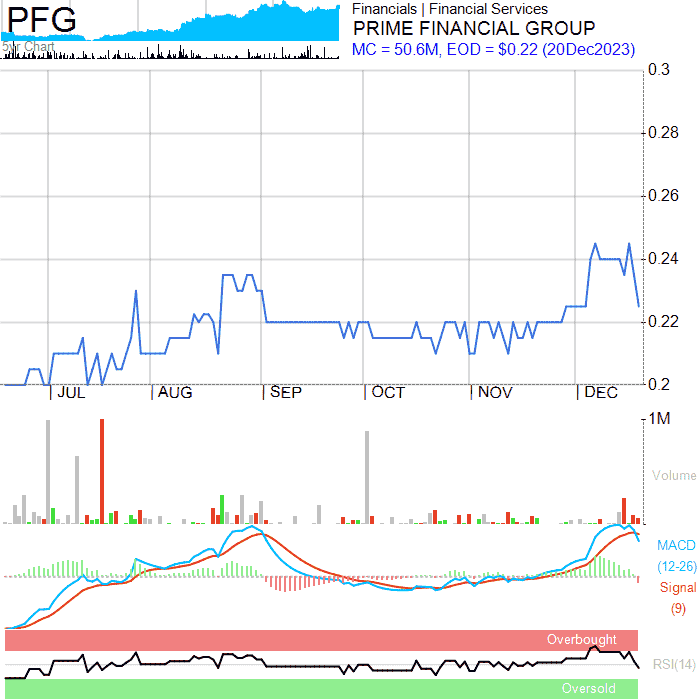 PFG
5yr Chart
Financials | Financial Services
PRIME FINANCIAL GROUP
MC = 50.6M, EOD = $0.22 (20Dec2023)
0.3
0.28
0.26
0.24
0.22
0.2
JUL AUG SEP OCT NOV DEC
1M
Volume
MACD
(12-26)
Signal
(9)
Overbought
RSI(14)
Oversold